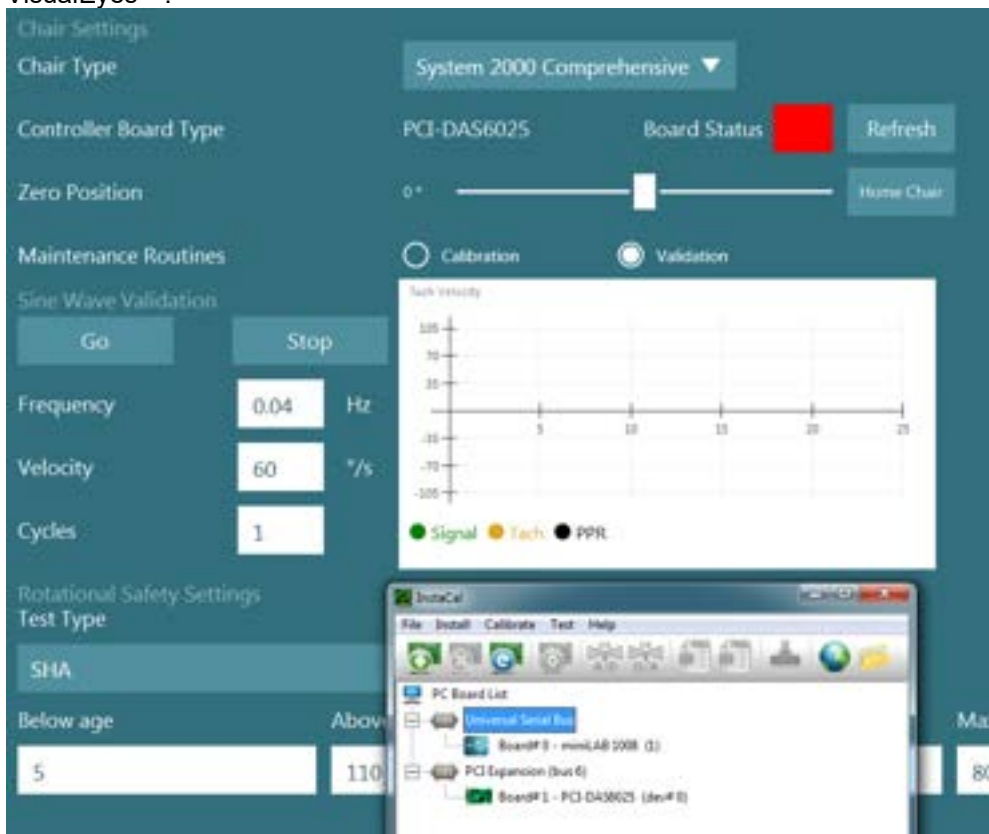 VisualEyes
Chair Settings
Chair Type
System 2000 Comprehensive
Controller Board Type
PCI-DAS6025
Board Status
Refresh
Zero Position
0°
Home Chair
Maintenance Routines
Calibration
Validation
Sine Wave Validation
Tach Velocity
Go
Stop
105
70
35
-35
-70
-105
5
10
15
20
25
Frequency
0.04
Hz
Velocity
60
°/s
Cycles
1
Signal
Tach
PPR
Rotational Safety Settings
Test Type
SHA
Below age
Above
5
110
Ma
80
InstaCal
File Install Calibrate Test Help
PC Board List
Universal Serial Bus
Board# 0 - miniLAB 1008 (1)
PCI Expansion (bus 6)
Board# 1 - PCI-DAS6025 (dev# 0)